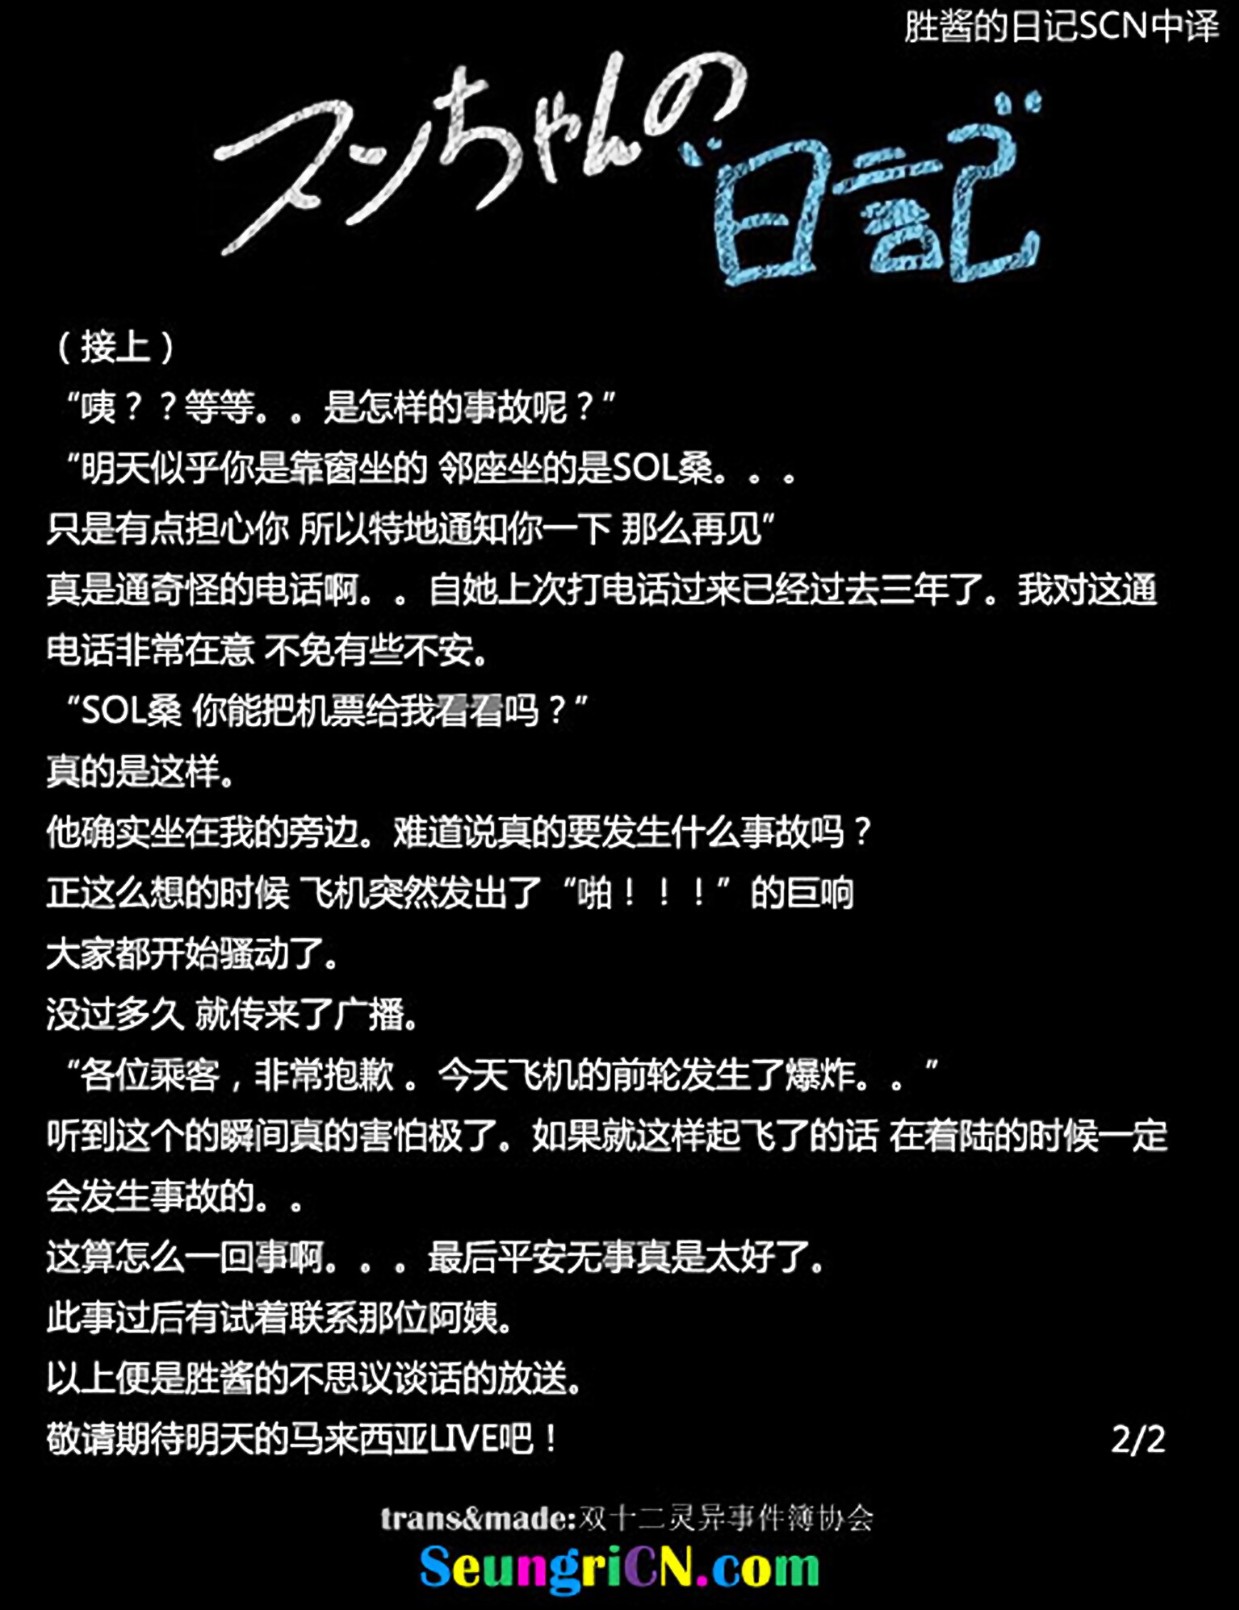 胜酱的日记SCN中译
スンちゃんの
日記
（接上）
“咦？？等等。。是怎样的事故呢？”
“明天似乎你是靠窗坐的 邻座坐的是SOL桑。。。
只是有点担心你 所以特地通知你一下 那么再见”
真是通奇怪的电话啊。。自她上次打电话过来已经过去三年了。我对这通
电话非常在意 不免有些不安。
“SOL桑 你能把机票给我看看吗？”
真的是这样。
他确实坐在我的旁边。难道说真的要发生什么事故吗？
正这么想的时候 飞机突然发出了“啪！！！”的巨响
大家都开始骚动了。
没过多久 就传来了广播。
“各位乘客，非常抱歉 。今天飞机的前轮发生了爆炸。。”
听到这个的瞬间真的害怕极了。如果就这样起飞了的话 在着陆的时候一定
会发生事故的。。
这算怎么一回事啊。。。最后平安无事真是太好了。
此事过后有试着联系那位阿姨。
以上便是胜酱的不思议谈话的放送。
敬请期待明天的马来西亚LIVE吧！
2/2
trans&made:双十二灵异事件簿协会
SeungriCN.com